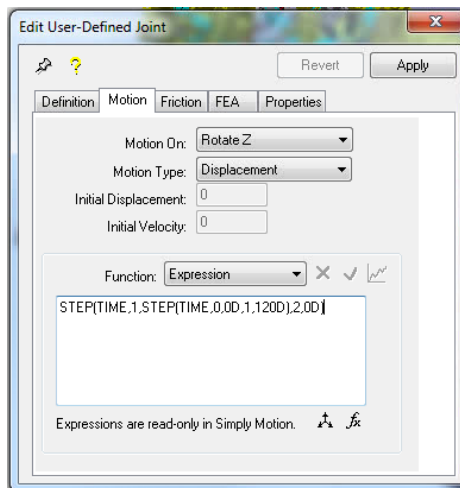 Edit User-Defined Joint
?
Revert
Apply
Definition
Motion
Friction
FEA
Properties
Motion On: Rotate Z
Motion Type: Displacement
Initial Displacement: 0
Initial Velocity: 0
Function: Expression
STEP(TIME,1,STEP(TIME,0,0D,1,120D),2,0D)
Expressions are read-only in Simply Motion.
fx